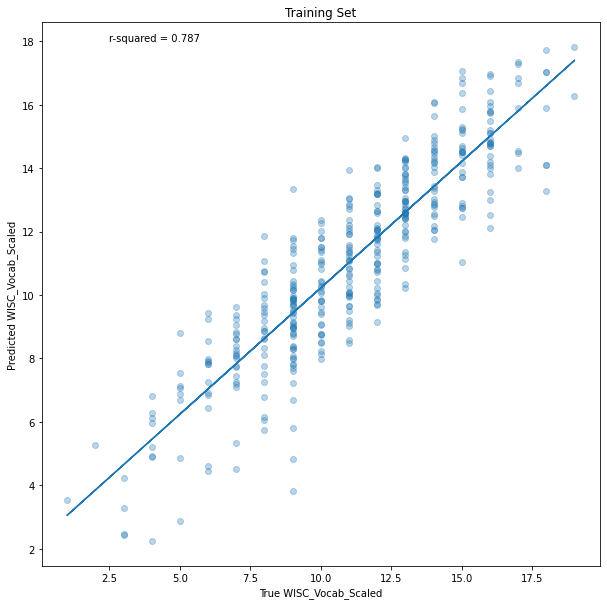 Training Set
r-squared = 0.787
18
16
14
12
10
8
6
4
2
Predicted WISC_Vocab_Scaled
2.5 5.0 7.5 10.0 12.5 15.0 17.5
True WISC_Vocab_Scaled